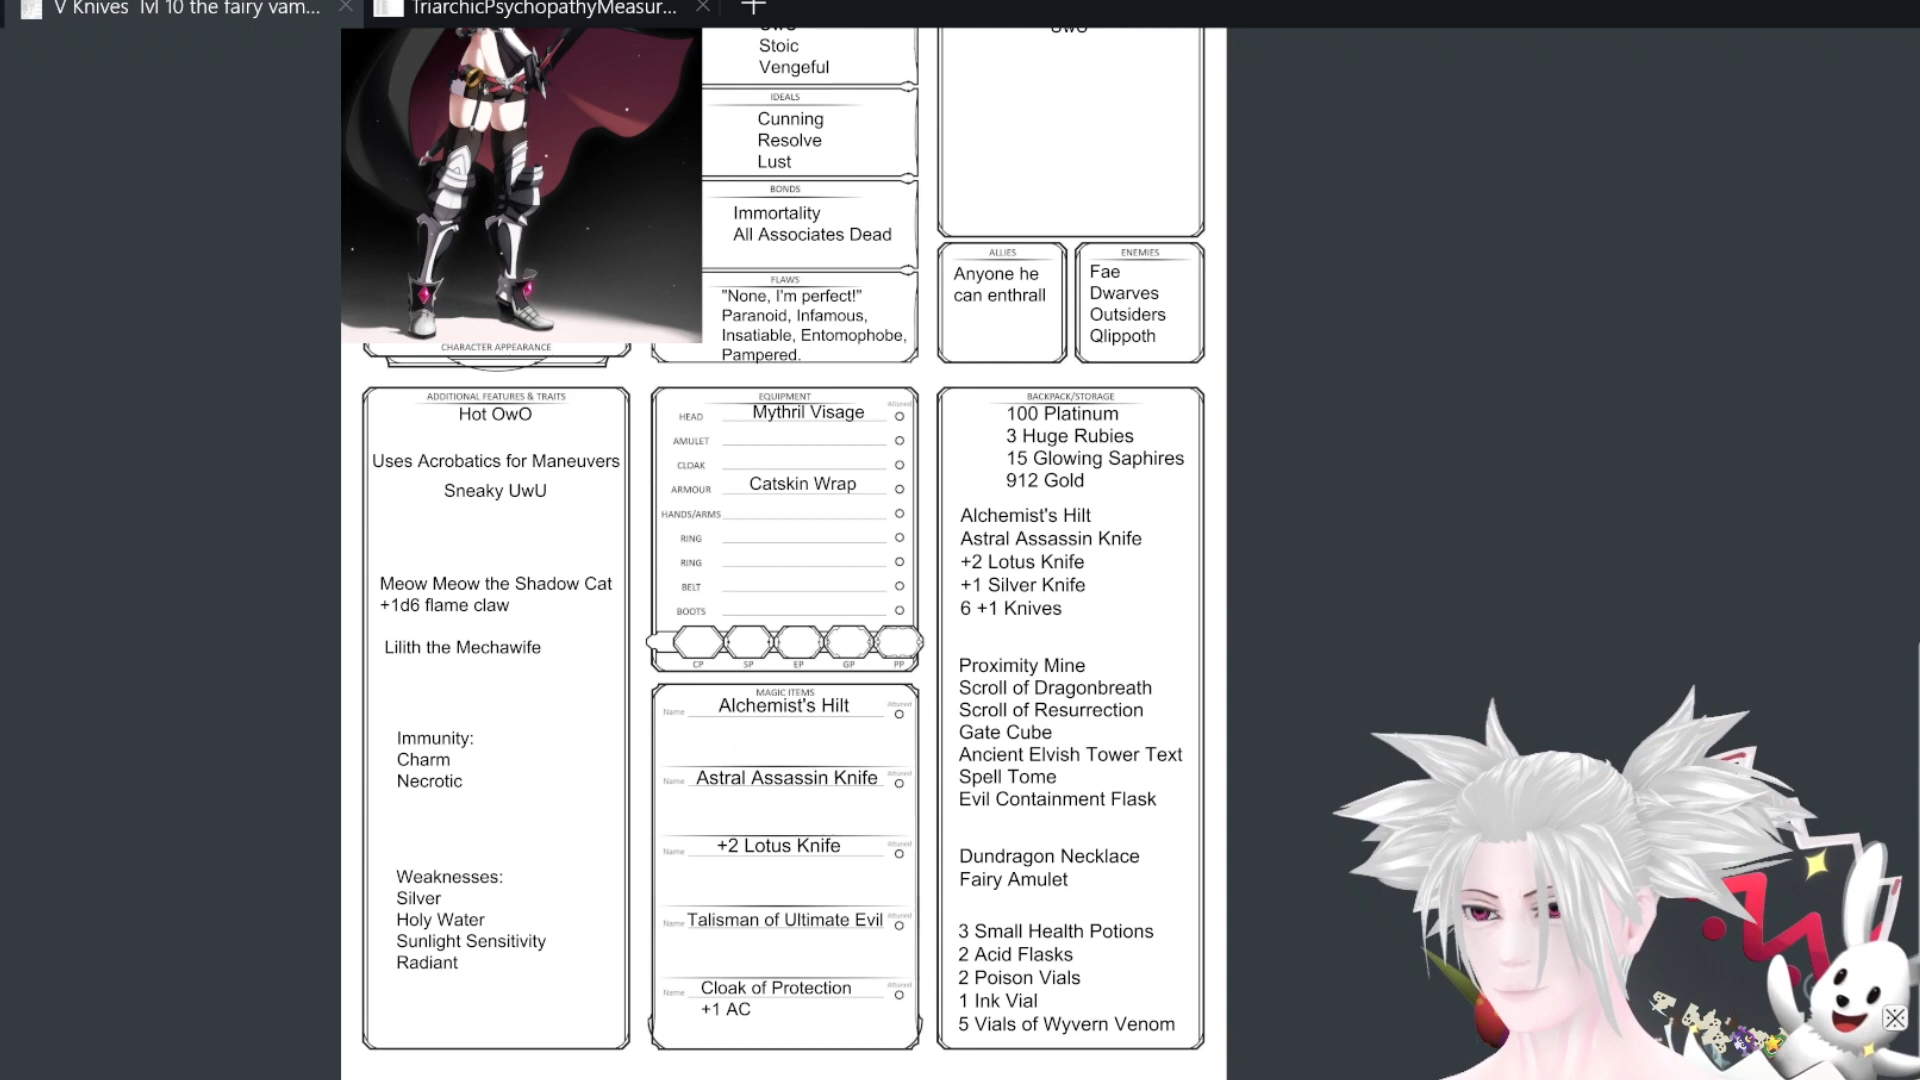 V Knives lvl 10 the fairy vam...
TriarchicPsychopathyMeasur...
Stoic
Vengeful
IDEALS
Cunning
Resolve
Lust
BONDS
Immortality
All Associates Dead
FLAWS
"None, I'm perfect!"
Paranoid, Infamous,
Insatiable, Entomophobe,
Pampered.
UwU
ALLIES
Anyone he
can enthrall
ENEMIES
Fae
Dwarves
Outsiders
Qlippoth
CHARACTER APPEARANCE
ADDITIONAL FEATURES & TRAITS
Hot OwO
Uses Acrobatics for Maneuvers
Sneaky UwU
Meow Meow the Shadow Cat
+1d6 flame claw
Lilith the Mechawife
Immunity:
Charm
Necrotic
Weaknesses:
Silver
Holy Water
Sunlight Sensitivity
Radiant
EQUIPMENT
Attuned
HEAD Mythril Visage
AMULET
CLOAK
ARMOUR Catskin Wrap
HANDS/ARMS
RING
RING
BELT
BOOTS
CP SP EP GP PP
MAGIC ITEMS
Name Alchemist's Hilt Attuned
Name Astral Assassin Knife Attuned
Name +2 Lotus Knife Attuned
Name Talisman of Ultimate Evil Attuned
Name Cloak of Protection Attuned
+1 AC
BACKPACK/STORAGE
100 Platinum
3 Huge Rubies
15 Glowing Saphires
912 Gold
Alchemist's Hilt
Astral Assassin Knife
+2 Lotus Knife
+1 Silver Knife
6 +1 Knives
Proximity Mine
Scroll of Dragonbreath
Scroll of Resurrection
Gate Cube
Ancient Elvish Tower Text
Spell Tome
Evil Containment Flask
Dundragon Necklace
Fairy Amulet
3 Small Health Potions
2 Acid Flasks
2 Poison Vials
1 Ink Vial
5 Vials of Wyvern Venom